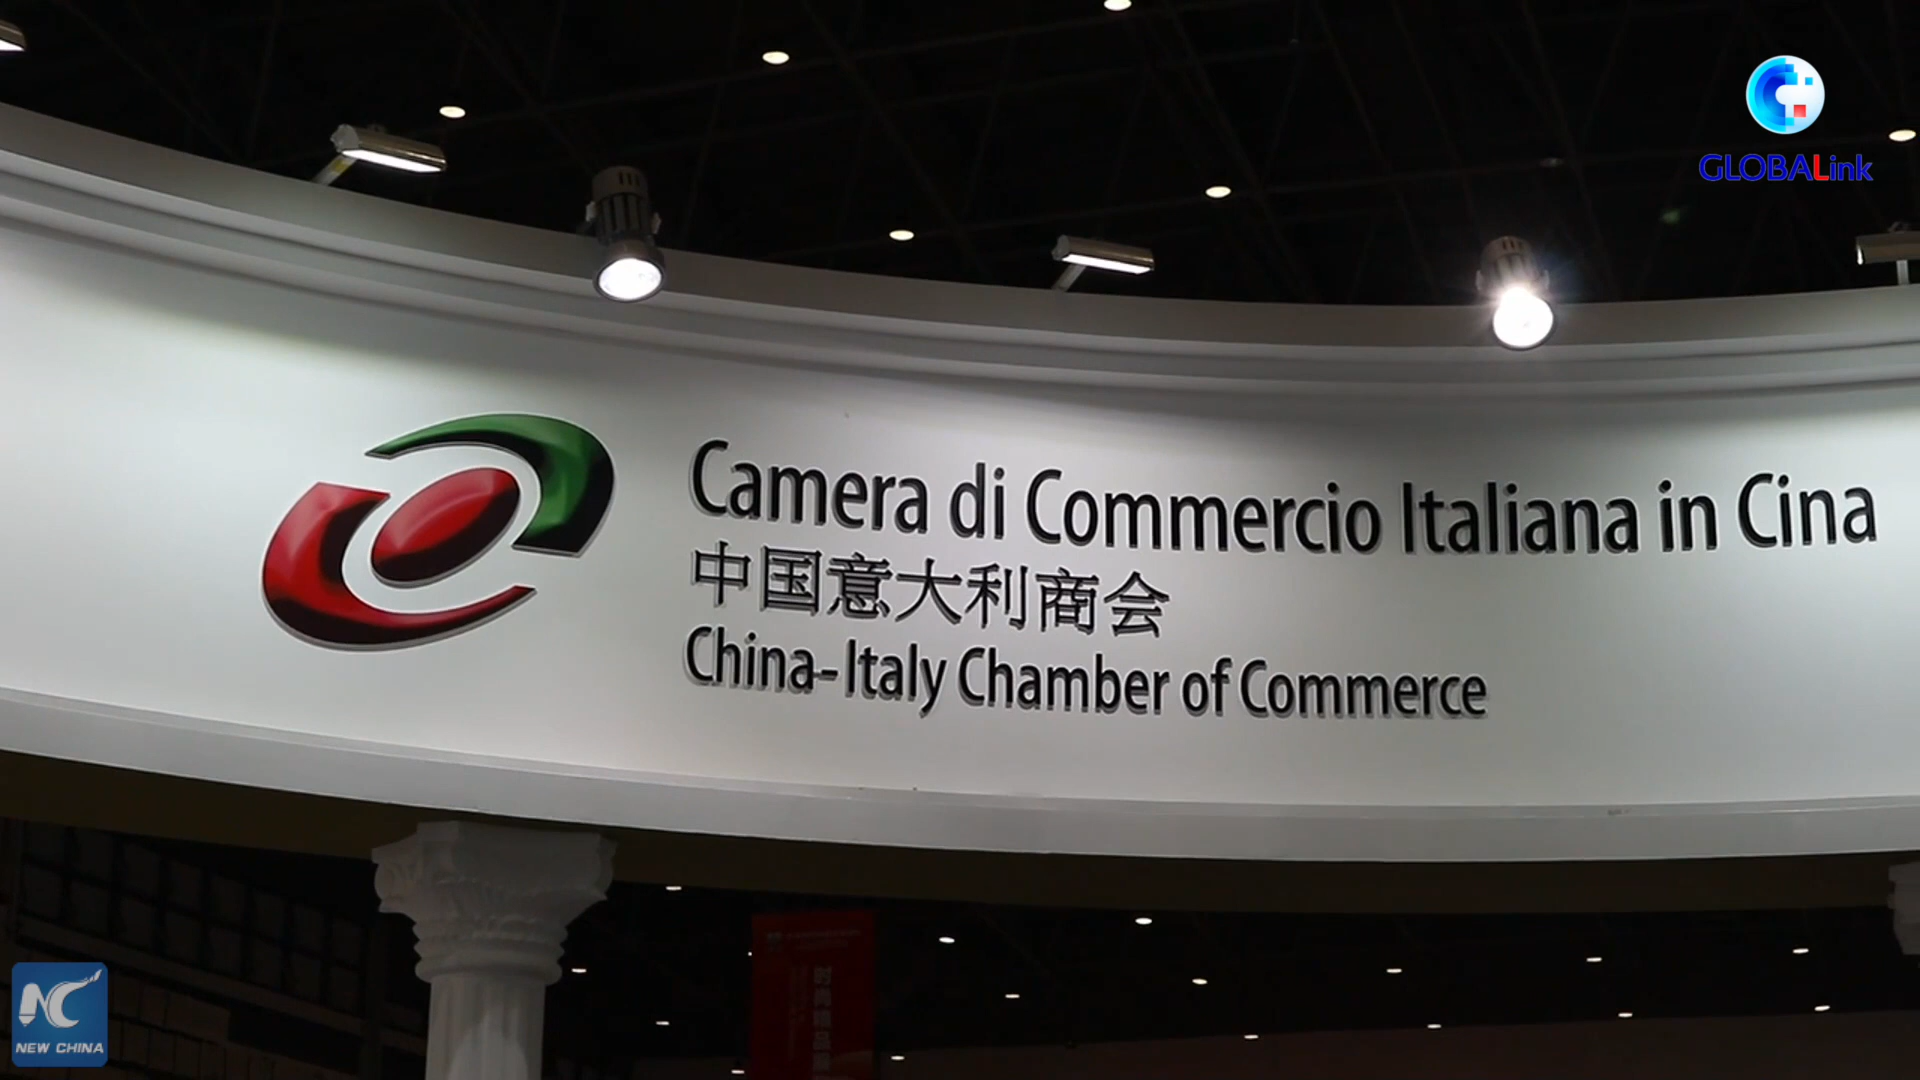 GLOBALink
Camera di Commercio Italiana in Cina
中国意大利商会
China-Italy Chamber of Commerce
NEW CHINA